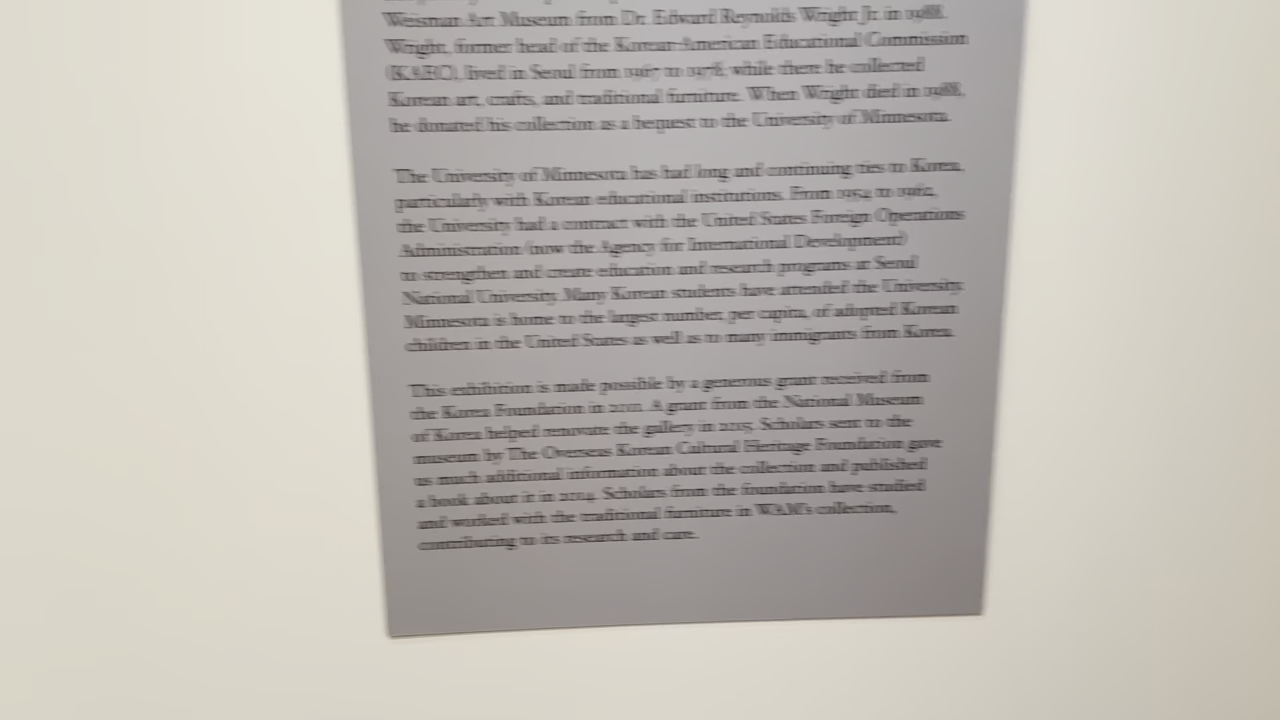 Weisman Art Museum from Dr. Edward Reynolds Wright Jr. in 1988.
Wright, former head of the Korean-American Educational Commission
(KAEC), lived in Seoul from 1967 to 1978; while there he collected
Korean art, crafts, and traditional furniture. When Wright died in 1988,
he donated his collection as a bequest to the University of Minnesota.
The University of Minnesota has had long and continuing ties to Korea,
particularly with Korean educational institutions. From 1954 to 1962,
the University had a contract with the United States Foreign Operations
Administration (now the Agency for International Development)
to strengthen and create education and research programs at Seoul
National University. Many Korean students have attended the University.
Minnesota is home to the largest number, per capita, of adopted Korean
children in the United States as well as to many immigrants from Korea.
This exhibition is made possible by a generous grant received from
the Korea Foundation in A grant from the National Museum
of Korea helped renovate the gallery in 2015. Scholars sent to the
museum by The Overseas Korean Cultural Heritage Foundation gave
us much additional information about the collection and published
a book about it in 2014. Scholars from the foundation have studied
and worked with the traditional furniture in WAM's collection,
contributing to its research and care.